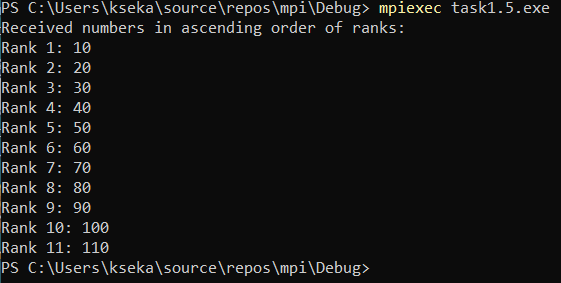 PS C:\Users\kseka\source\repos\mpi\Debug> mpiexec task1.5.exe
Received numbers in ascending order of ranks:
Rank 1: 10
Rank 2: 20
Rank 3: 30
Rank 4: 40
Rank 5: 50
Rank 6: 60
Rank 7: 70
Rank 8: 80
Rank 9: 90
Rank 10: 100
Rank 11: 110
PS C:\Users\kseka\source\repos\mpi\Debug>